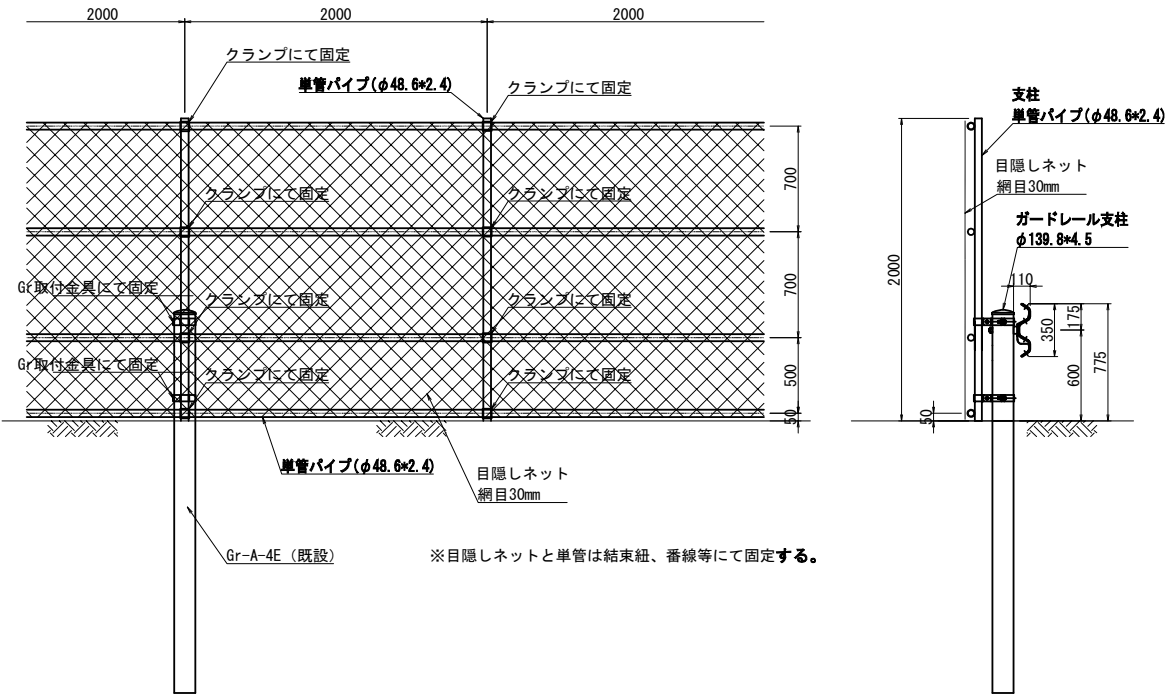 2000
2000
2000
クランプにて固定
単管パイプ(φ48.6*2.4)
クランプにて固定
クランプにて固定
クランプにて固定
Gr取付金具にて固定
クランプにて固定
クランプにて固定
Gr取付金具にて固定
クランプにて固定
クランプにて固定
700
700
500
50
単管パイプ(φ48.6*2.4)
目隠しネット
網目30mm
Gr-A-4E (既設)
※目隠しネットと単管は結束紐、番線等にて固定する。
支柱
単管パイプ(φ48.6*2.4)
目隠しネット
網目30mm
ガードレール支柱
φ139.8*4.5
2000
110
175
350
600
775
50